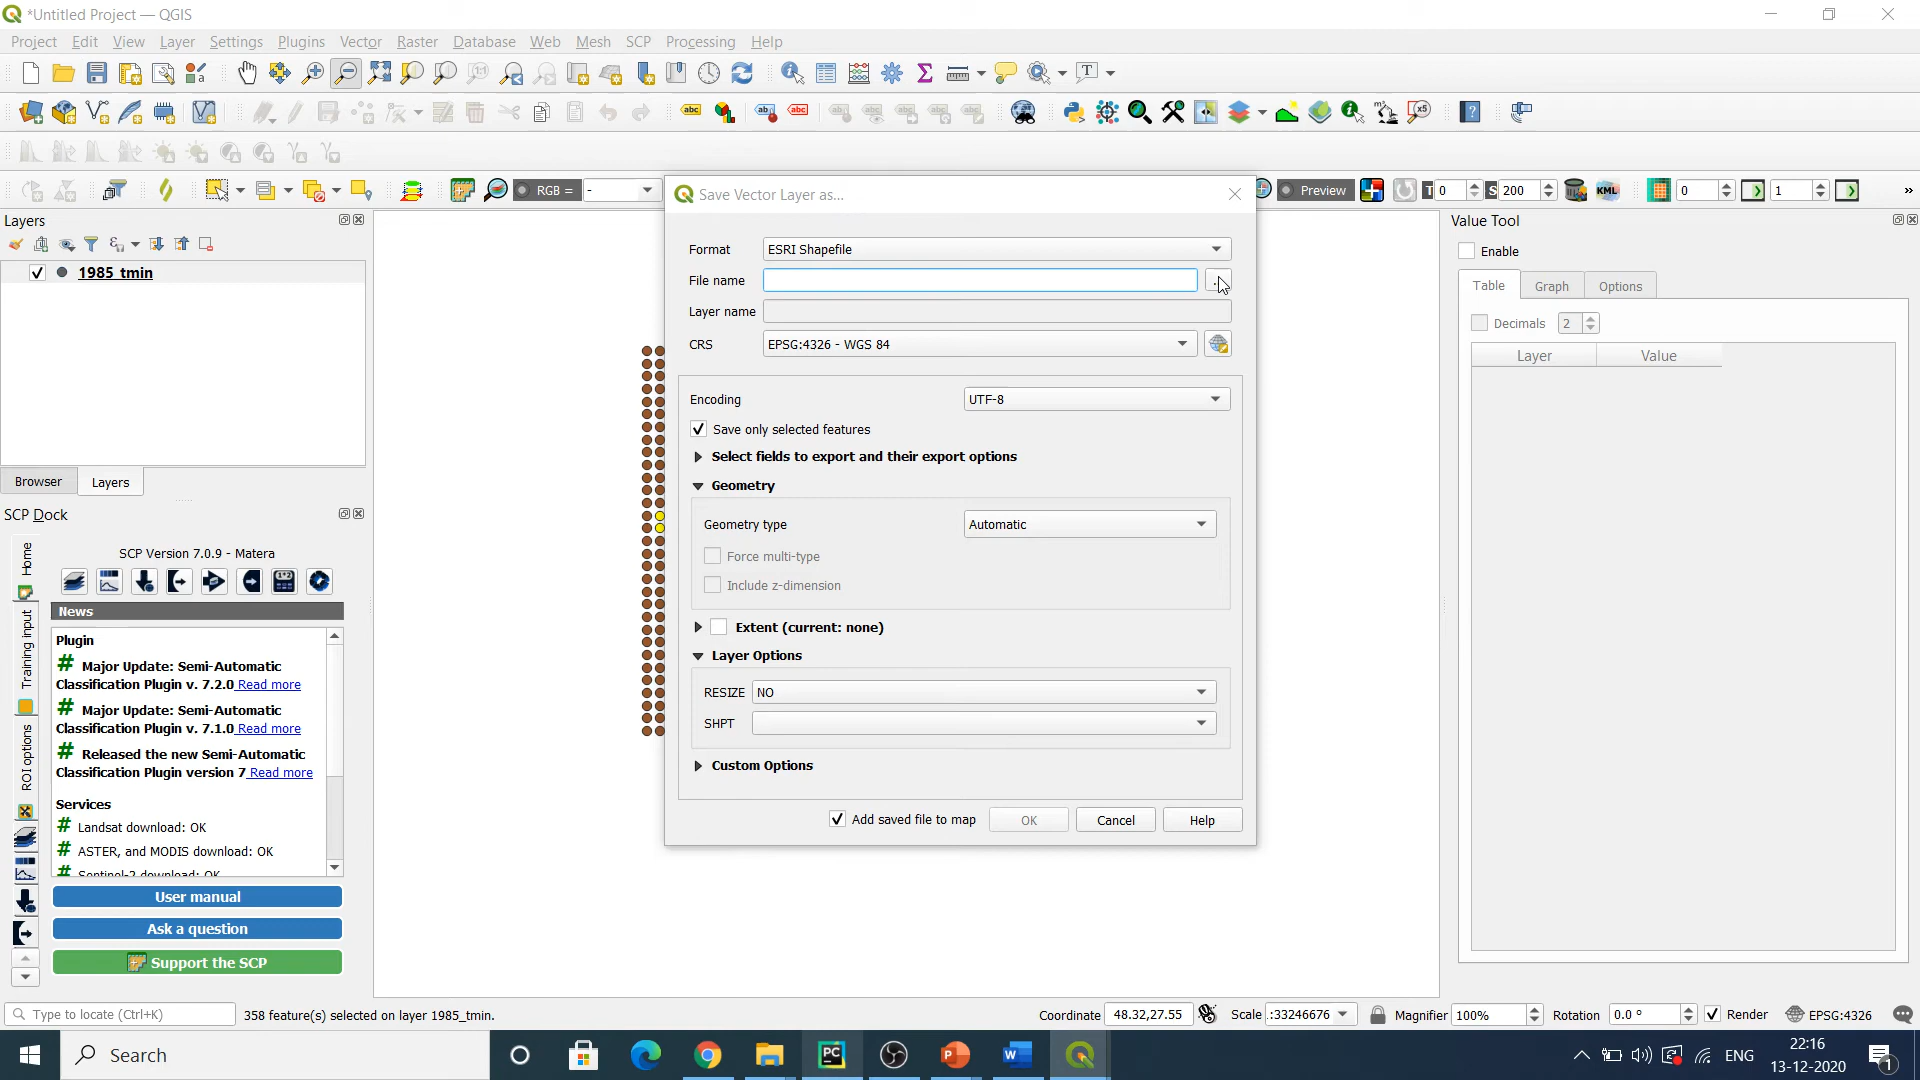 *Untitled Project — QGIS
Project Edit View Layer Settings Plugins Vector Raster Database Web Mesh SCP Processing Help
RGB = -
Preview T 0 S 200 KML 0 1 »
Layers
1985_tmin
Browser Layers
SCP Dock
SCP Version 7.0.9 - Matera
Home
Training input
ROI options
News
Plugin
# Major Update: Semi-Automatic
Classification Plugin v. 7.2.0 Read more
# Major Update: Semi-Automatic
Classification Plugin v. 7.1.0 Read more
# Released the new Semi-Automatic
Classification Plugin version 7 Read more
Services
# Landsat download: OK
# ASTER, and MODIS download: OK
# Sentinel-2 download: OK
User manual
Ask a question
Support the SCP
Save Vector Layer as...
Format ESRI Shapefile
File name
Layer name
CRS EPSG:4326 - WGS 84
Encoding UTF-8
Save only selected features
Select fields to export and their export options
Geometry
Geometry type Automatic
Force multi-type
Include z-dimension
Extent (current: none)
Layer Options
RESIZE NO
SHPT
Custom Options
Add saved file to map OK Cancel Help
Value Tool
Enable
Table Graph Options
Decimals 2
Layer Value
Type to locate (Ctrl+K) 358 feature(s) selected on layer 1985_tmin. Coordinate 48.32,27.55 Scale :33246676 Magnifier 100% Rotation 0.0 ° Render EPSG:4326
Search
ENG
22:16
13-12-2020
1